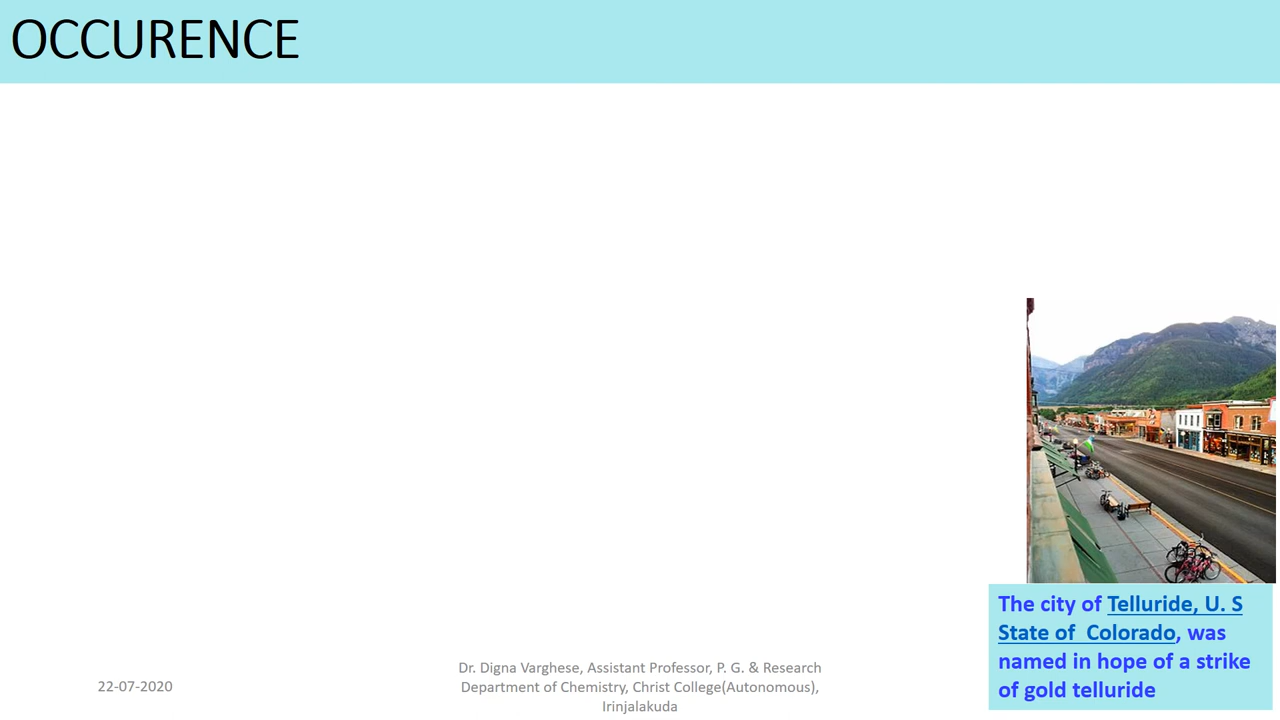 OCCURENCE
The city of Telluride, U. S
State of  Colorado, was
named in hope of a strike
of gold telluride
22-07-2020
Dr. Digna Varghese, Assistant Professor, P. G. & Research
Department of Chemistry, Christ College(Autonomous),
Irinjalakuda